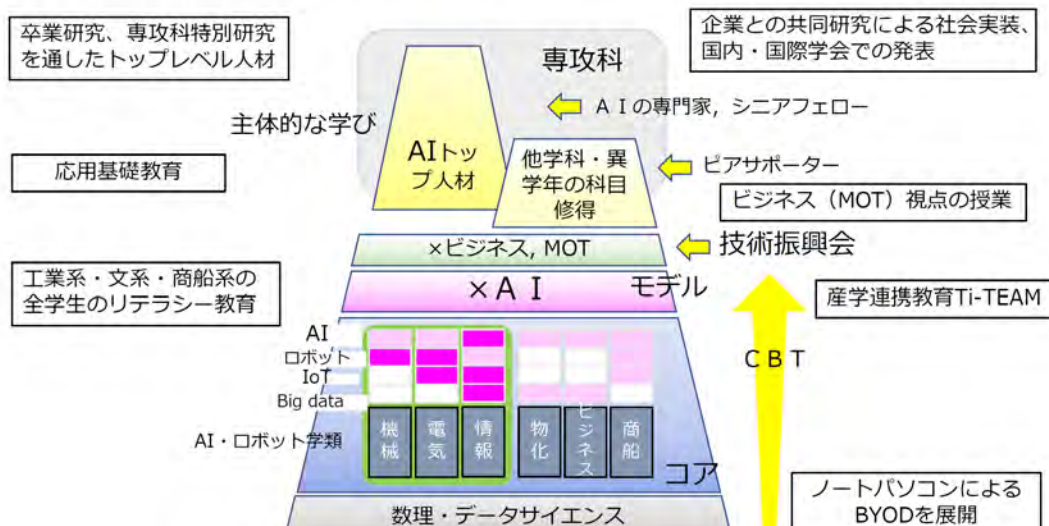 卒業研究、専攻科特別研究
を通したトップレベル人材
企業との共同研究による社会実装、
国内・国際学会での発表
専攻科
ＡＩの専門家，シニアフェロー
主体的な学び
AIトッ
プ人材
他学科・異
学年の科目
修得
ピアサポーター
応用基礎教育
ビジネス（MOT）視点の授業
×ビジネス，MOT
技術振興会
工業系・文系・商船系の
全学生のリテラシー教育
×ＡＩ
モデル
産学連携教育Ti-TEAM
AI
ロボット
IoT
Big data
ＣＢＴ
AI・ロボット学類
機械
電気
情報
物化
ビジネス
商船
コア
ノートパソコンによる
BYODを展開
数理・データサイエンス